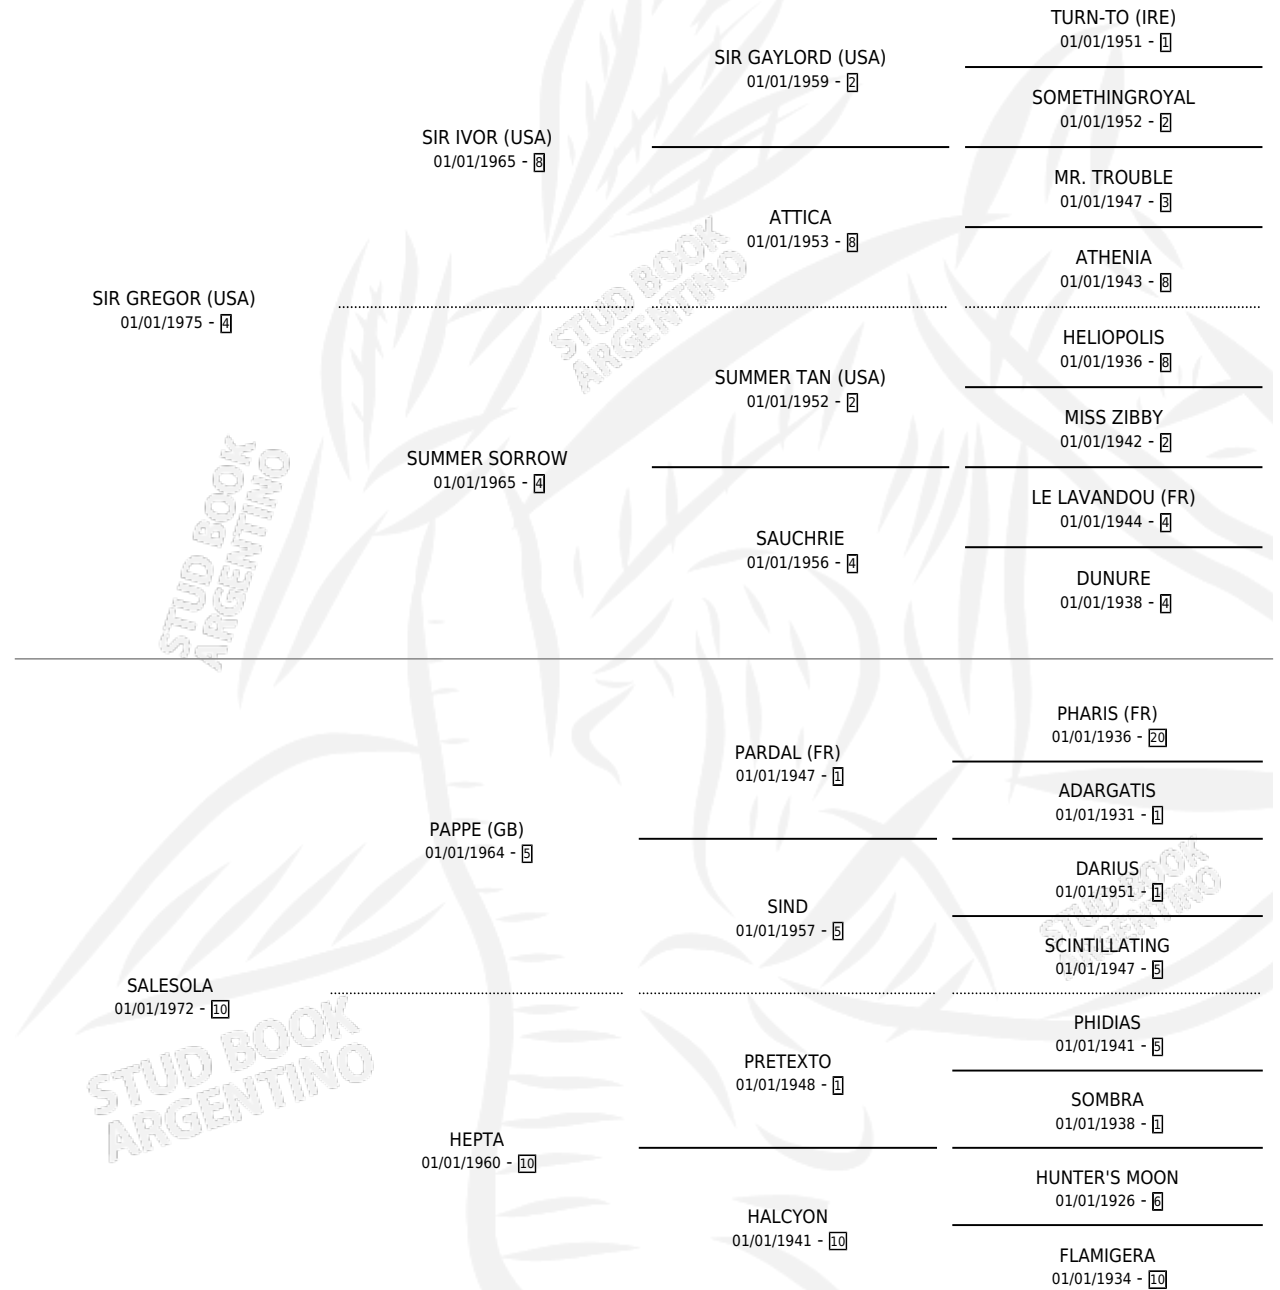 TURN-TO (IRE)
01/01/1951 - 1
SIR GAYLORD (USA)
01/01/1959 - 2
SOMETHINGROYAL
01/01/1952 - 2
SIR IVOR (USA)
01/01/1965 - 8
MR. TROUBLE
01/01/1947 - 3
ATTICA
01/01/1953 - 8
ATHENIA
01/01/1943 - 8
SIR GREGOR (USA)
01/01/1975 - 4
HELIOPOLIS
01/01/1936 - 8
SUMMER TAN (USA)
01/01/1952 - 2
MISS ZIBBY
01/01/1942 - 2
SUMMER SORROW
01/01/1965 - 4
LE LAVANDOU (FR)
01/01/1944 - 4
SAUCHRIE
01/01/1956 - 4
DUNURE
01/01/1938 - 4
STUD BOOK
ARGENTINO
STUD BOOK
ARGENTINO
PHARIS (FR)
01/01/1936 - 20
PARDAL (FR)
01/01/1947 - 1
ADARGATIS
01/01/1931 - 1
PAPPE (GB)
01/01/1964 - 5
DARIUS
01/01/1951 - 1
SIND
01/01/1957 - 5
SCINTILLATING
01/01/1947 - 5
SALESOLA
01/01/1972 - 10
PHIDIAS
01/01/1941 - 5
PRETEXTO
01/01/1948 - 1
SOMBRA
01/01/1938 - 1
HEPTA
01/01/1960 - 10
HUNTER'S MOON
01/01/1926 - 6
HALCYON
01/01/1941 - 10
FLAMIGERA
01/01/1934 - 10
STUD BOOK
ARGENTINO
STUD BOOK
ARGENTINO